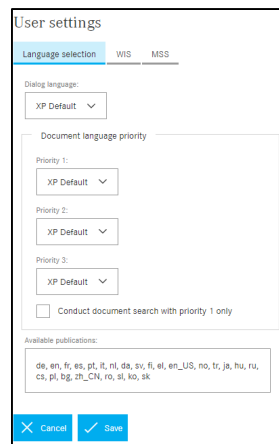 User settings
Language selection WIS MSS
Dialog language:
XP Default
Document language priority
Priority 1:
XP Default
Priority 2:
XP Default
Priority 3:
XP Default
Conduct document search with priority 1 only
Available publications:
de, en, fr, es, pt, it, nl, da, sv, fi, el, en_US, no, tr, ja, hu, ru,
cs, pl, bg, zh_CN, ro, sl, ko, sk
Cancel Save